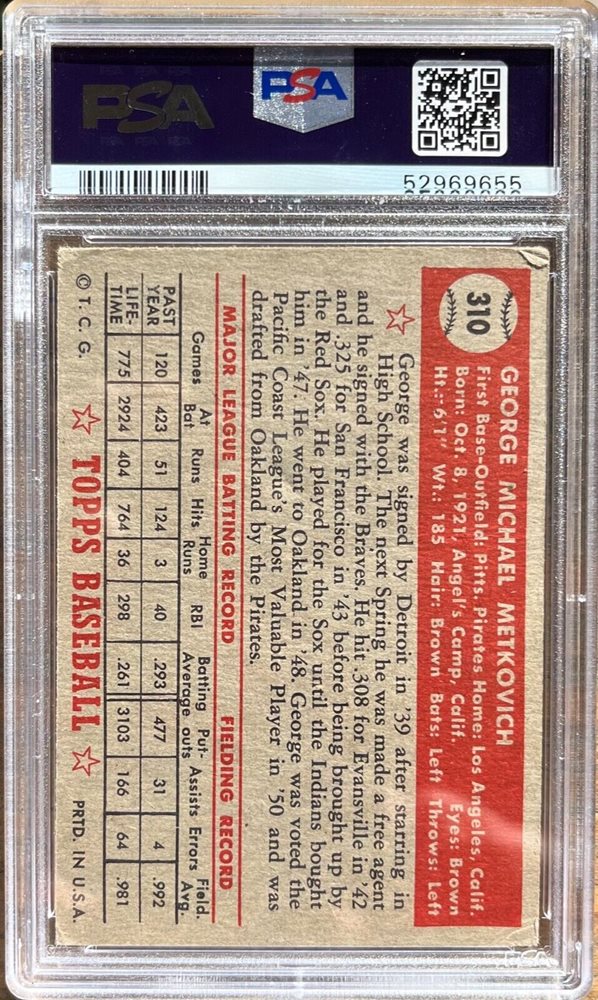 PSA
PSA
52969655
310
GEORGE MICHAEL METKOVICH
First Base-Outfield: Pitts. Pirates Home: Los Angeles, Calif.
Born: Oct. 8, 1921, Angel's Camp, Calif. Eyes: Brown
Ht.: 6'1" Wt.: 185 Hair: Brown Bats: Left Throws: Left
George was signed by Detroit in '39 after starring in
High School. The next Spring he was made a free agent
and he signed with the Braves. He hit .308 for Evansville in '42
and .325 for San Francisco in '43 before being brought up by
the Red Sox. He played for the Sox until the Indians bought
him in '47. He went to Oakland in '48. George was voted the
Pacific Coast League's Most Valuable Player in '50 and was
drafted from Oakland by the Pirates.
MAJOR LEAGUE BATTING RECORD FIELDING RECORD
Games At Bat Runs Hits Home Runs RBI Batting Average Put-outs Assists Errors Field. Avg.
PAST YEAR 120 423 51 124 3 40 .293 477 31 4 .992
LIFE-TIME 775 2924 404 764 36 298 .261 3103 166 64 .981
© T. C. G. ☆ TOPPS BASEBALL ☆ PRTD. IN U.S.A.